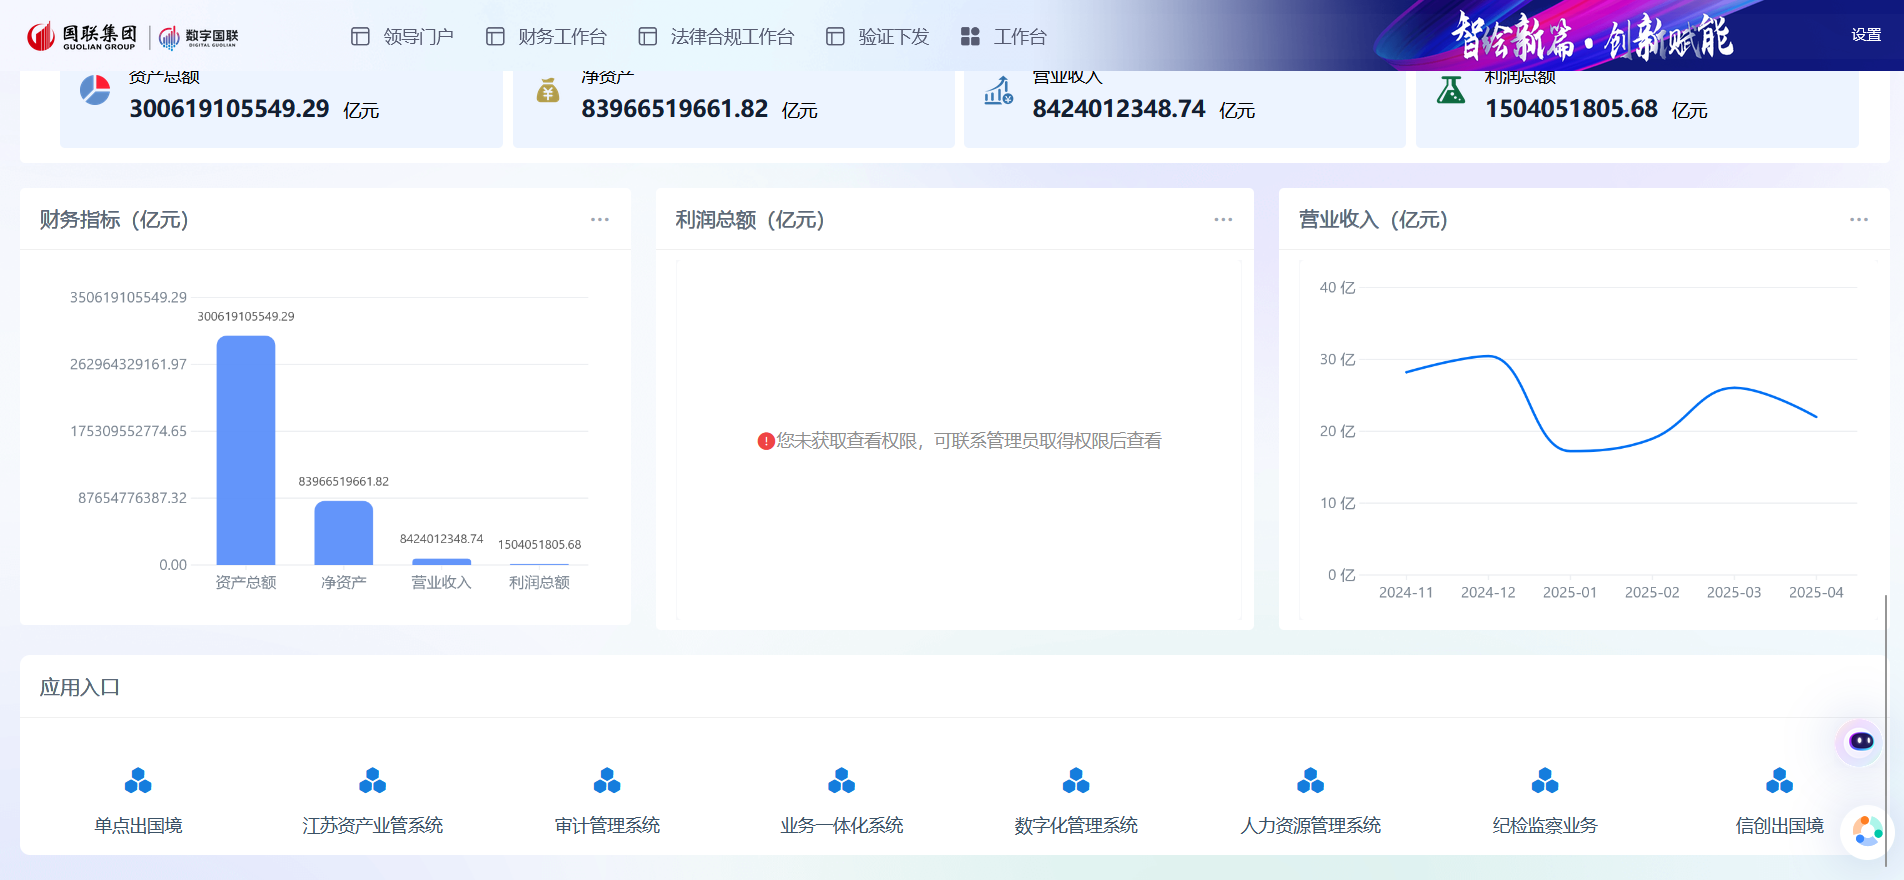 国联集团
GUOLIAN GROUP
数字国联
DIGITAL GUOLIAN
领导门户
财务工作台
法律合规工作台
验证下发
工作台
智绘新篇·创新赋能
设置
资产总额
300619105549.29 亿元
净资产
83966519661.82 亿元
营业收入
8424012348.74 亿元
利润总额
1504051805.68 亿元
财务指标（亿元）
350619105549.29
262964329161.97
175309552774.65
87654776387.32
0.00
300619105549.29
83966519661.82
8424012348.74
1504051805.68
资产总额
净资产
营业收入
利润总额
利润总额（亿元）
您未获取查看权限，可联系管理员取得权限后查看
营业收入（亿元）
40 亿
30 亿
20 亿
10 亿
0 亿
2024-11
2024-12
2025-01
2025-02
2025-03
2025-04
应用入口
单点出国境
江苏资产业管系统
审计管理系统
业务一体化系统
数字化管理系统
人力资源管理系统
纪检监察业务
信创出国境